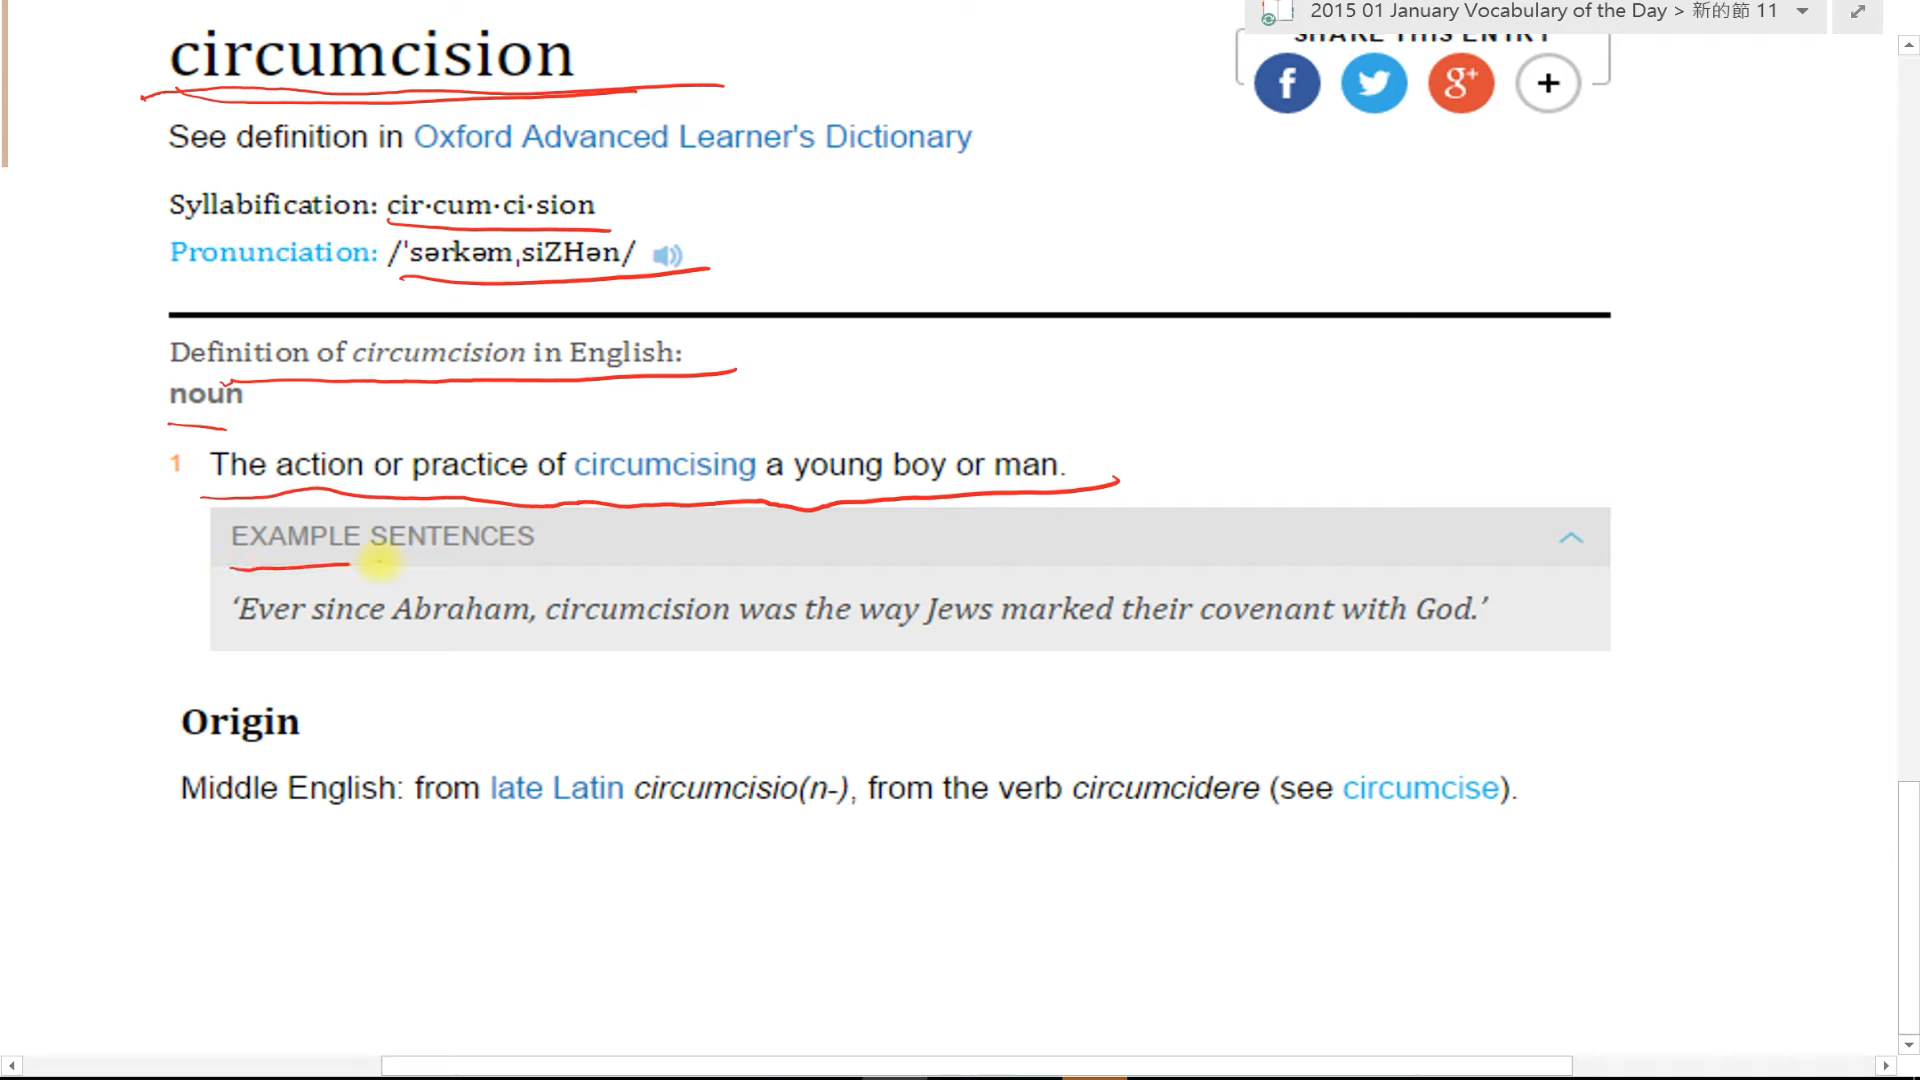 2015 01 January Vocabulary of the Day > 新的節 11
circumcision
SHARE THIS ENTRY
f
g+
+
See definition in Oxford Advanced Learner's Dictionary
Syllabification: cir·cum·ci·sion
Pronunciation: /ˈsərkəmˌsiZHən/
Definition of circumcision in English:
noun
1 The action or practice of circumcising a young boy or man.
EXAMPLE SENTENCES
‘Ever since Abraham, circumcision was the way Jews marked their covenant with God.’
Origin
Middle English: from late Latin circumcisio(n-), from the verb circumcidere (see circumcise).